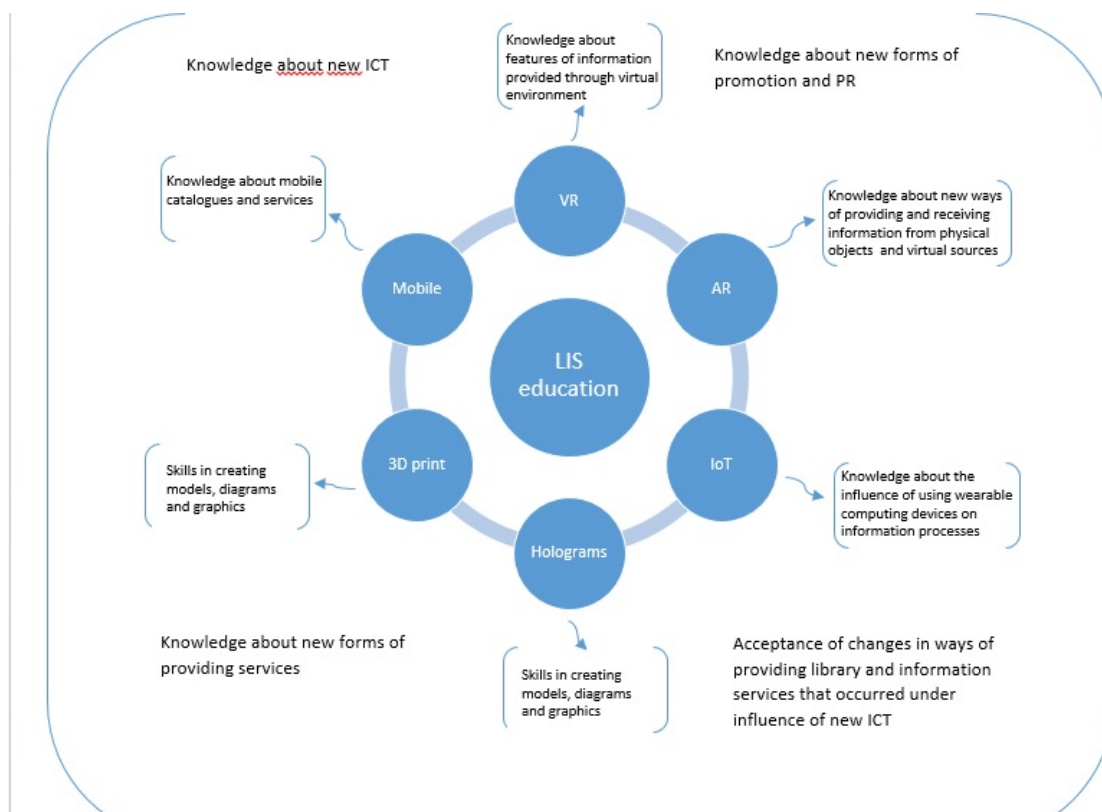 Knowledge about new ICT
Knowledge about
features of information
provided through virtual
environment
Knowledge about new forms of
promotion and PR
Knowledge about mobile
catalogues and services
VR
Knowledge about new ways
of providing and receiving
information from physical
objects and virtual sources
Mobile
AR
LIS
education
Skills in creating
models, diagrams
and graphics
3D print
IoT
Knowledge about the
influence of using wearable
computing devices on
information processes
Holograms
Knowledge about new forms of
providing services
Skills in creating
models, diagrams
and graphics
Acceptance of changes in ways of
providing library and information
services that occurred under
influence of new ICT